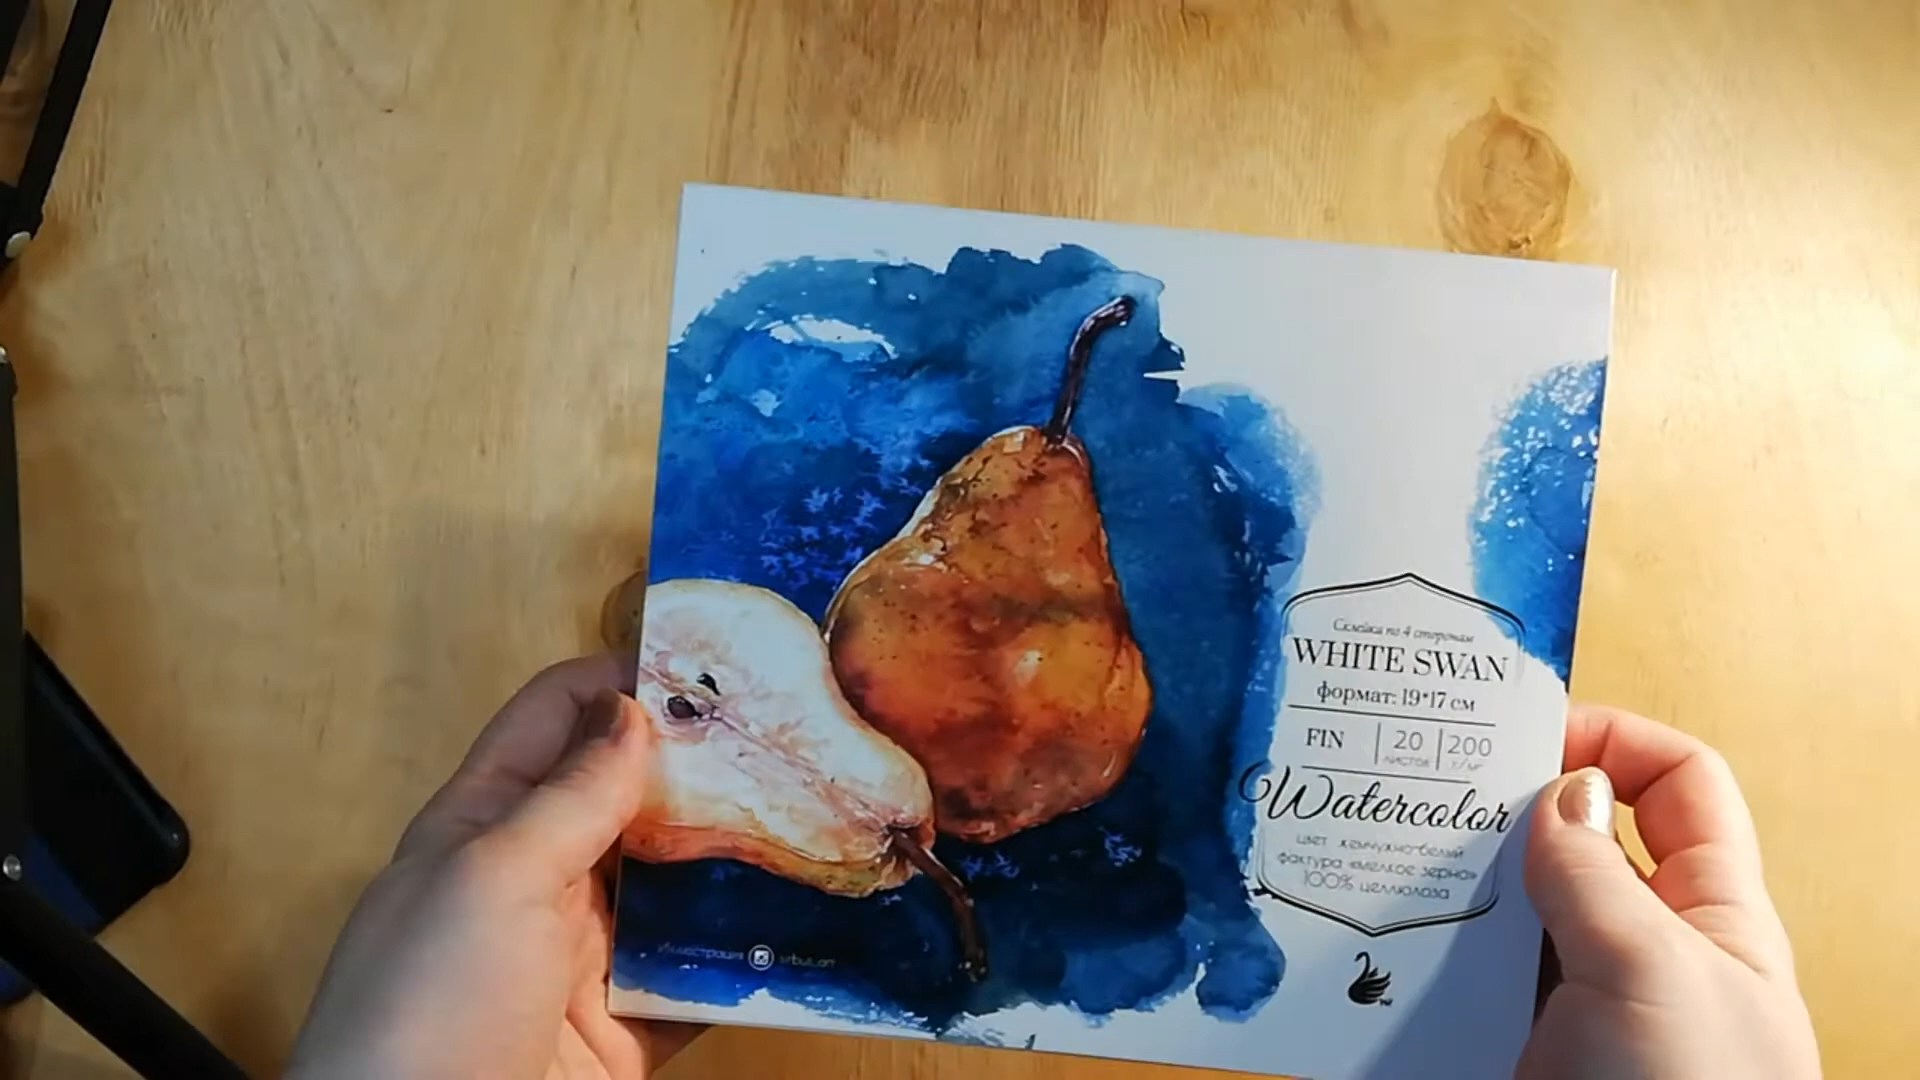 Склейка по 4 сторонам
WHITE SWAN
формат: 19*17 см
FIN 20 листов 200 г/м²
Watercolor
цвет жемчужно-белый
фактура «мелкое зерно»
100% целлюлоза
Иллюстрация